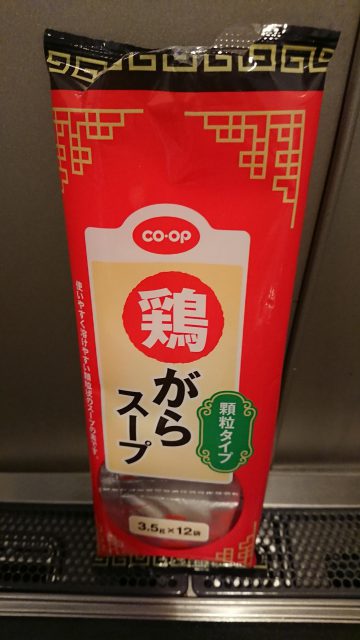 CO·OP
鶏
がら
スープ
顆粒タイプ
使いやすく溶けやすい顆粒状のスープの素です。
3.5g×12袋